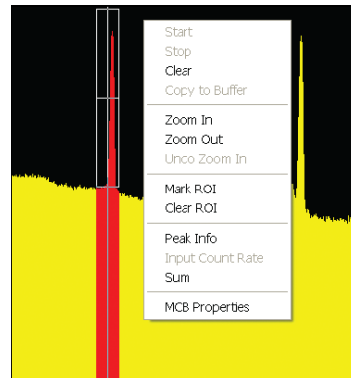 Start
Stop
Clear
Copy to Buffer
Zoom In
Zoom Out
Unco Zoom In
Mark ROI
Clear ROI
Peak Info
Input Count Rate
Sum
MCB Properties